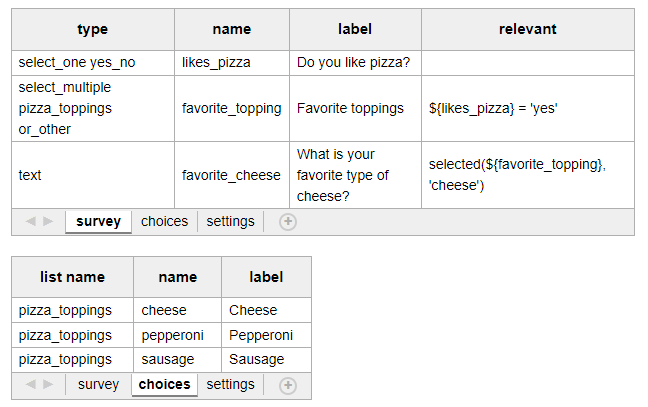 type name label relevant
select_one yes_no likes_pizza Do you like pizza?
select_multiple
pizza_toppings
or_other
favorite_topping Favorite toppings ${likes_pizza} = 'yes'
text favorite_cheese
What is your
favorite type of
cheese?
selected(${favorite_topping},
'cheese')
survey choices settings
list name name label
pizza_toppings cheese Cheese
pizza_toppings pepperoni Pepperoni
pizza_toppings sausage Sausage
survey choices settings